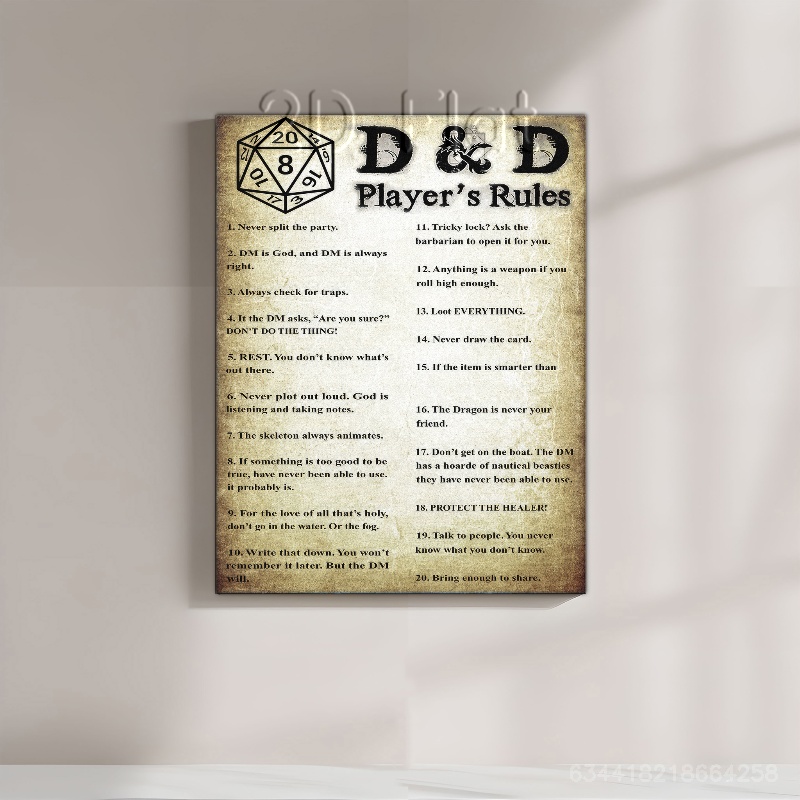 2D Flat
20
8
16
10
17
3
D & D
Player's Rules
1. Never split the party.
2. DM is God, and DM is always
right.
3. Always check for traps.
4. It the DM asks, “Are you sure?”
DON'T DO THE THING!
5. REST. You don't know what's
out there.
6. Never plot out loud. God is
listening and taking notes.
7. The skeleton always animates.
8. If something is too good to be
true, have never been able to use.
it probably is.
9. For the love of all that's holy,
don't go in the water. Or the fog.
10. Write that down. You won't
remember it later. But the DM
will.
11. Tricky lock? Ask the
barbarian to open it for you.
12. Anything is a weapon if you
roll high enough.
13. Loot EVERYTHING.
14. Never draw the card.
15. If the item is smarter than
16. The Dragon is never your
friend.
17. Don't get on the boat. The DM
has a hoarde of nautical beasties
they have never been able to use.
18. PROTECT THE HEALER!
19. Talk to people. You never
know what you don't know.
20. Bring enough to share.
634418218664258